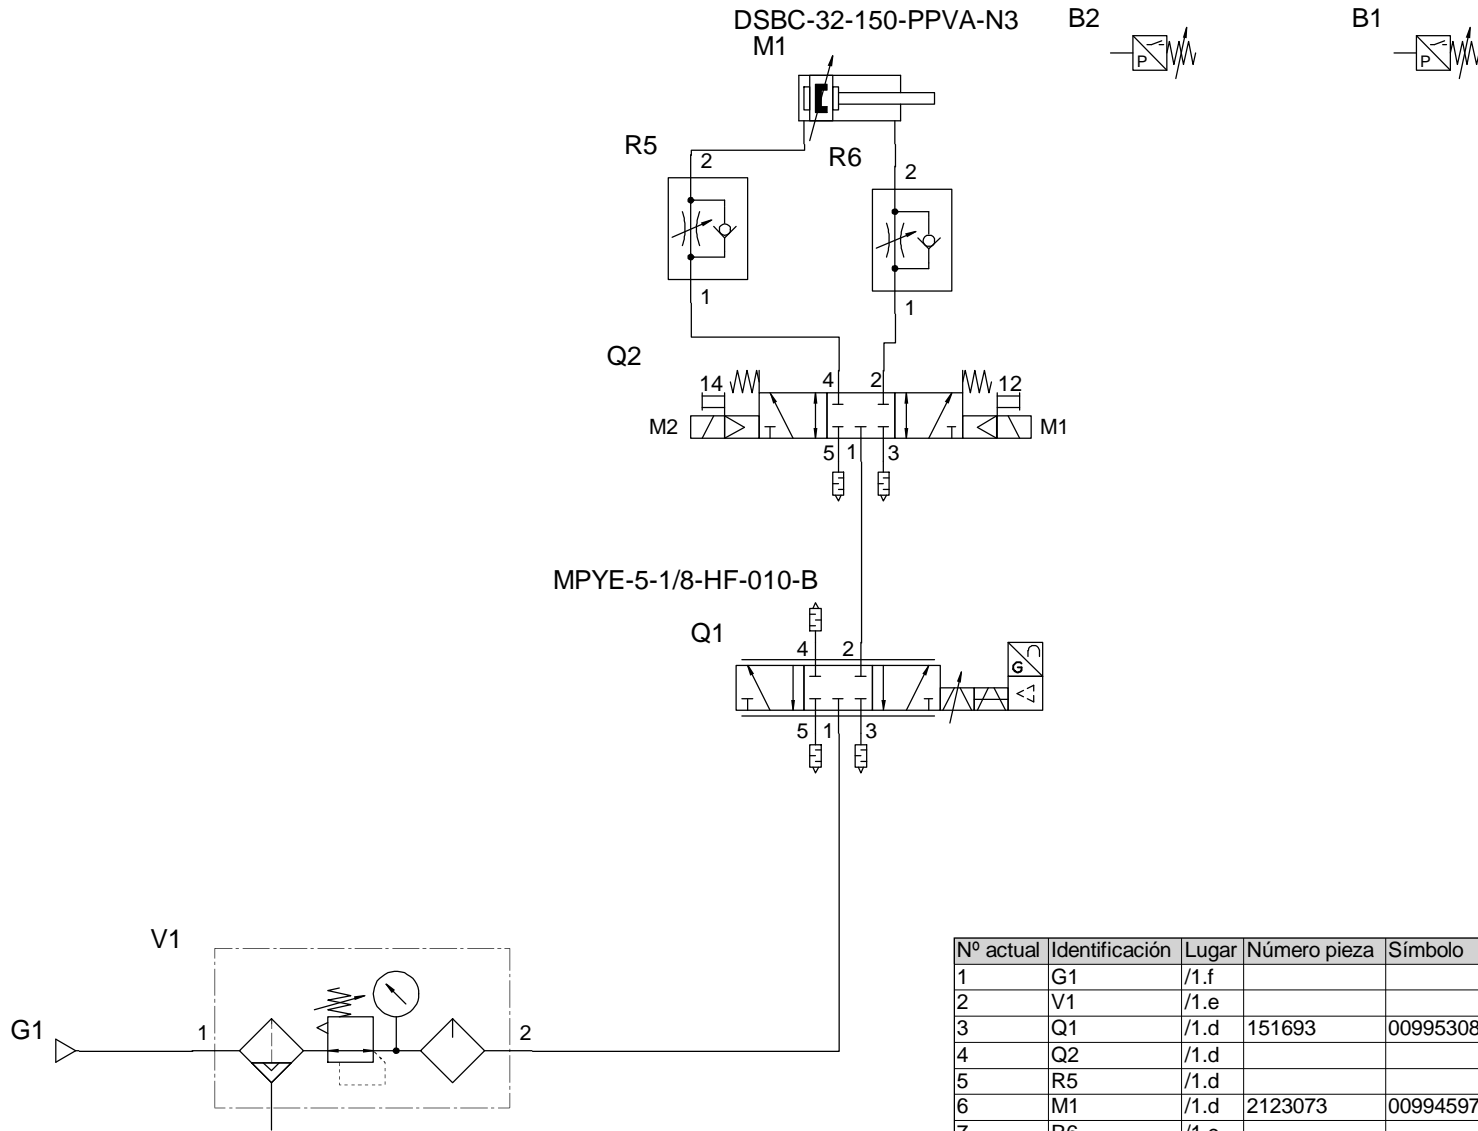 DSBC-32-150-PPVA-N3
B2
B1
M1
P
P
R5
2
R6
2
1
1
Q2
14
4
2
12
M2
M1
5
1
3
MPYE-5-1/8-HF-010-B
Q1
4
2
G
5
1
3
V1
G1
1
2
Nº actual Identificación Lugar Número pieza Símbolo
1 G1 /1.f
2 V1 /1.e
3 Q1 /1.d 151693 00995308
4 Q2 /1.d
5 R5 /1.d
6 M1 /1.d 2123073 00994597